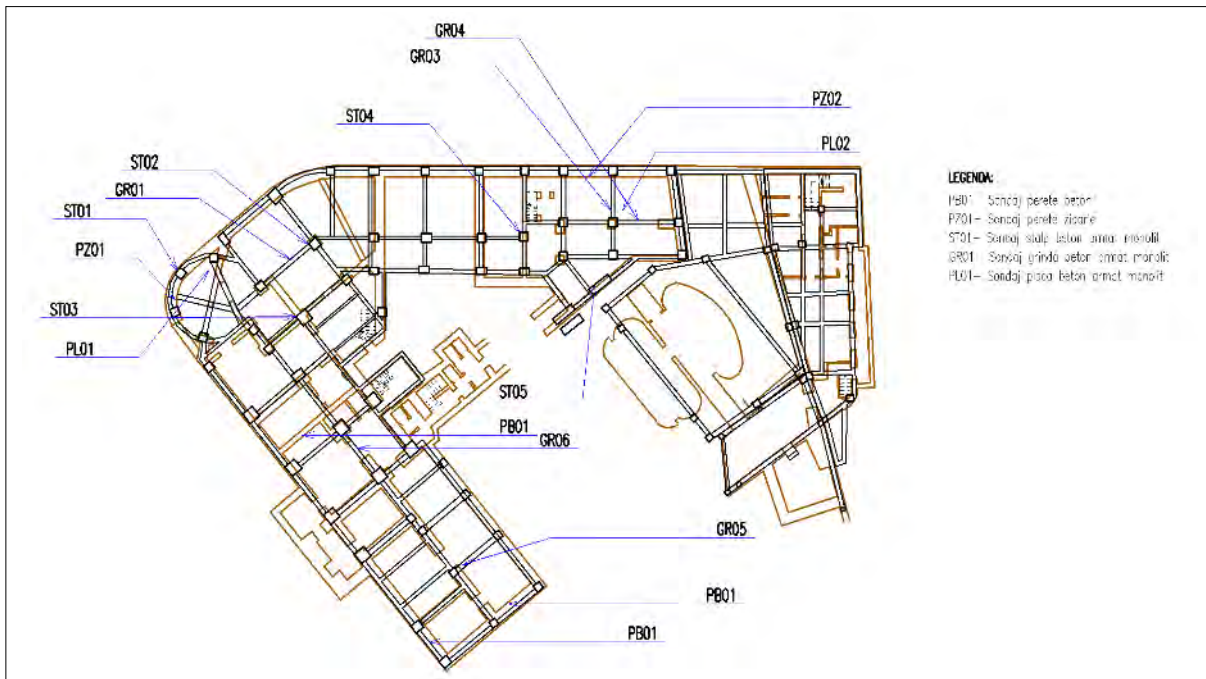 GR04
GR03
PZ02
ST04
PL02
ST02
GR01
ST01
PZ01
ST03
PL01
ST05
PB01
GR06
GR05
PB01
PB01
LEGENDA:
PB01 - Sondaj perete beton
PZ01- Sondaj perete zidarie
ST01- Sondaj stalp beton armat monolit
GR01- Sondaj grinda beton armat monolit
PL01- Sondaj placa beton armat monolit